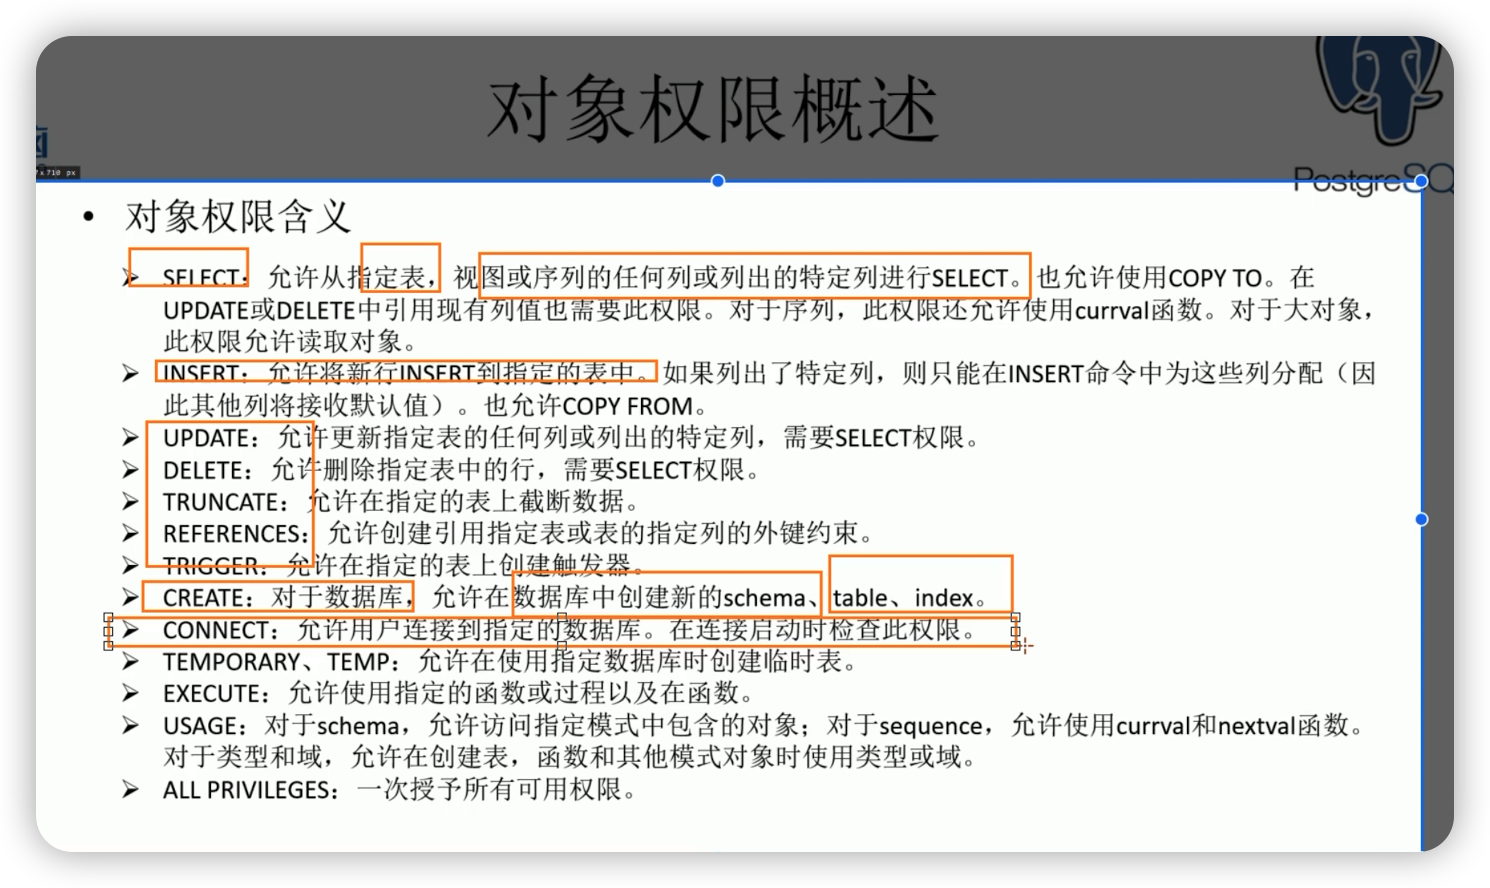 对象权限概述
7x710 px
PostgreSQ
• 对象权限含义
➢ SELECT：允许从指定表，视图或序列的任何列或列出的特定列进行SELECT。也允许使用COPY TO。在
UPDATE或DELETE中引用现有列值也需要此权限。对于序列，此权限还允许使用currval函数。对于大对象，
此权限允许读取对象。
➢ INSERT：允许将新行INSERT到指定的表中。如果列出了特定列，则只能在INSERT命令中为这些列分配（因
此其他列将接收默认值）。也允许COPY FROM。
➢ UPDATE：允许更新指定表的任何列或列出的特定列，需要SELECT权限。
➢ DELETE：允许删除指定表中的行，需要SELECT权限。
➢ TRUNCATE：允许在指定的表上截断数据。
➢ REFERENCES：允许创建引用指定表或表的指定列的外键约束。
➢ TRIGGER：允许在指定的表上创建触发器。
➢ CREATE：对于数据库，允许在数据库中创建新的schema、table、index。
➢ CONNECT：允许用户连接到指定的数据库。在连接启动时检查此权限。
➢ TEMPORARY、TEMP：允许在使用指定数据库时创建临时表。
➢ EXECUTE：允许使用指定的函数或过程以及在函数。
➢ USAGE：对于schema，允许访问指定模式中包含的对象；对于sequence，允许使用currval和nextval函数。
对于类型和域，允许在创建表，函数和其他模式对象时使用类型或域。
➢ ALL PRIVILEGES：一次授予所有可用权限。